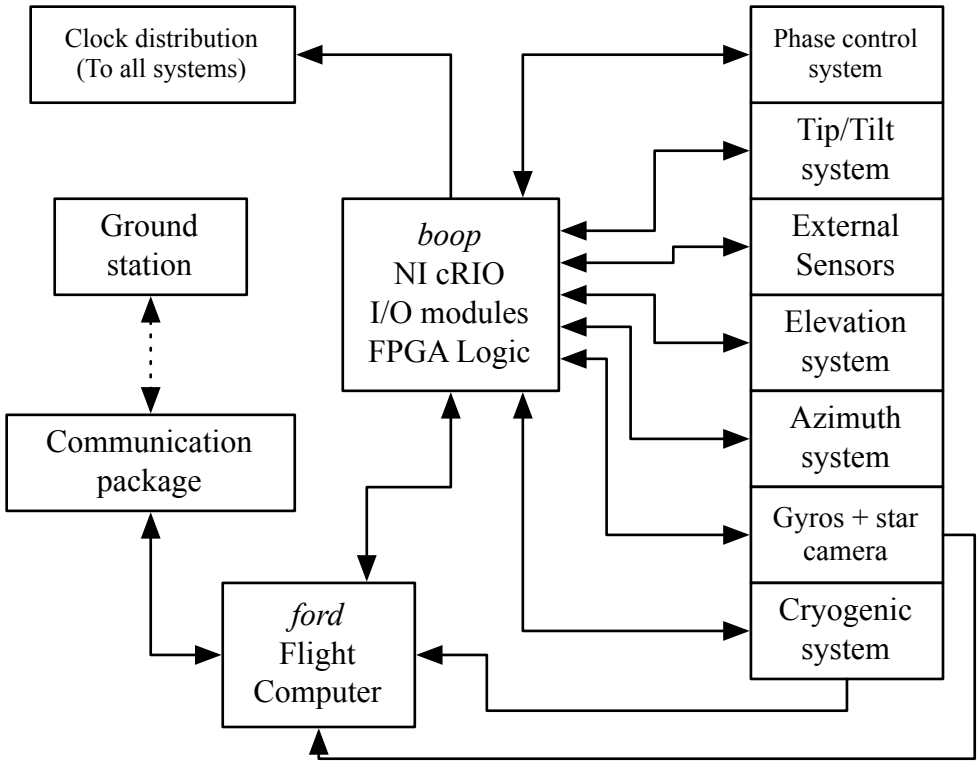 Clock distribution
(To all systems)
Phase control
system
Tip/Tilt
system
Ground
station
boop
NI cRIO
I/O modules
FPGA Logic
External
Sensors
Elevation
system
Communication
package
Azimuth
system
Gyros + star
camera
ford
Flight
Computer
Cryogenic
system